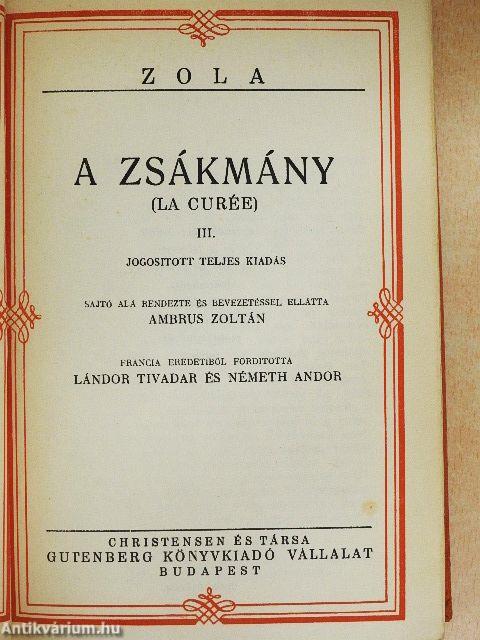 ZOLA
A ZSÁKMÁNY
(LA CURÉE)
III.
JOGOSITOTT TELJES KIADÁS
SAJTÓ ALÁ RENDEZTE ÉS BEVEZETÉSSEL ELLÁTTA
AMBRUS ZOLTÁN
FRANCIA EREDETIBŐL FORDITOTTA
LÁNDOR TIVADAR ÉS NÉMETH ANDOR
CHRISTENSEN ÉS TÁRSA
GUTENBERG KÖNYVKIADÓ VÁLLALAT
BUDAPEST
Antikvárium.hu